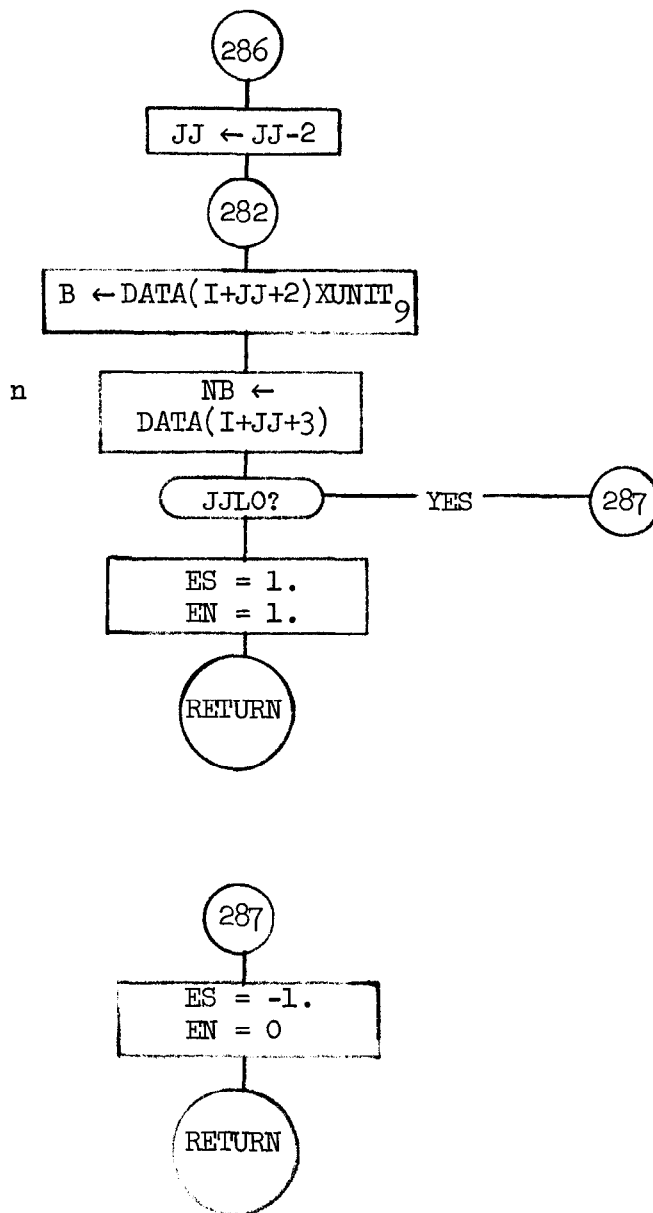 286
JJ ← JJ-2
282
B ← DATA(I+JJ+2)XUNIT9
n
NB ←
DATA(I+JJ+3)
JJLO?
YES
287
ES = 1.
EN = 1.
RETURN
287
ES = -1.
EN = 0
RETURN